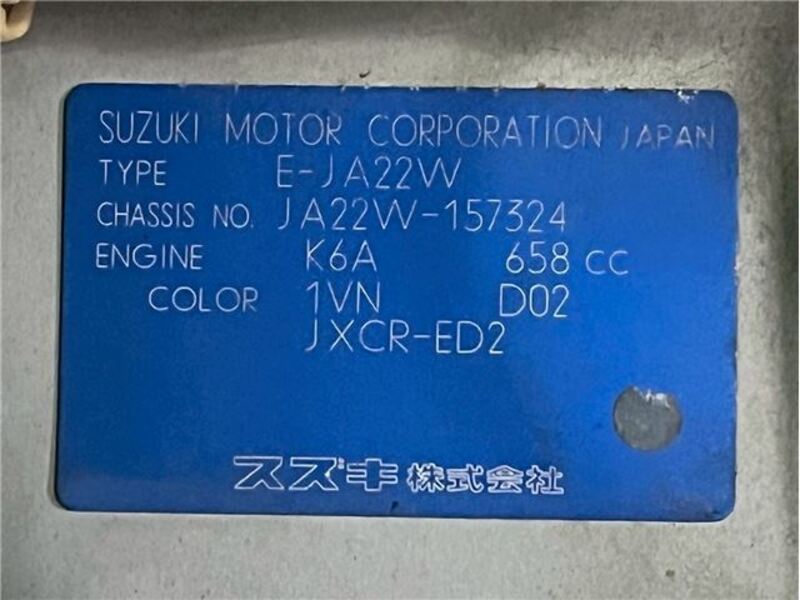 SUZUKI MOTOR CORPORATION JAPAN
TYPE E-JA22W
CHASSIS NO. JA22W-157324
ENGINE K6A 658 CC
COLOR 1VN D02
JXCR-ED2
スズキ株式会社